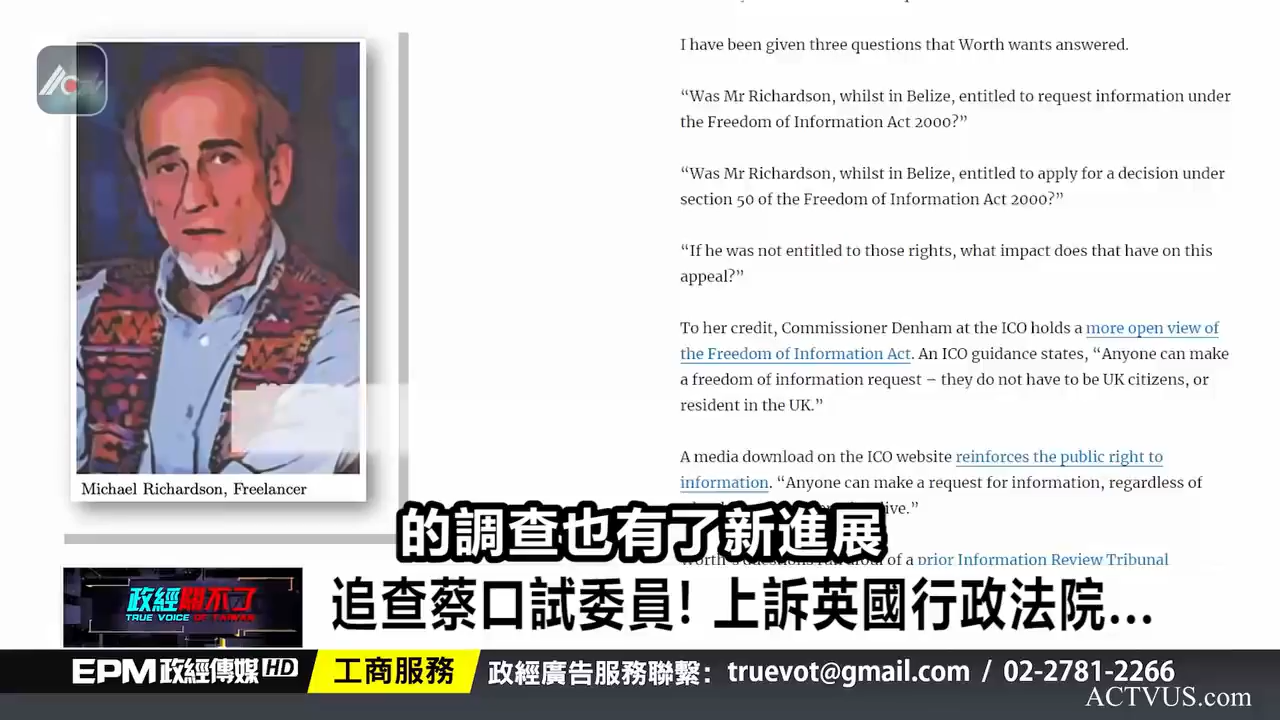 I have been given three questions that Worth wants answered.
“Was Mr Richardson, whilst in Belize, entitled to request information under
the Freedom of Information Act 2000?”
“Was Mr Richardson, whilst in Belize, entitled to apply for a decision under
section 50 of the Freedom of Information Act 2000?”
“If he was not entitled to those rights, what impact does that have on this
appeal?”
To her credit, Commissioner Denham at the ICO holds a more open view of
the Freedom of Information Act. An ICO guidance states, “Anyone can make
a freedom of information request – they do not have to be UK citizens, or
resident in the UK.”
A media download on the ICO website reinforces the public right to
information. “Anyone can make a request for information, regardless of
live.”
of a prior Information Review Tribunal
Michael Richardson, Freelancer
的調查也有了新進展
政經關不了
TRUE VOICE OF TAIWAN
追查蔡口試委員! 上訴英國行政法院...
EPM政經傳媒HD
工商服務
政經廣告服務聯繫：truevot@gmail.com / 02-2781-2266
ACTVUS.com